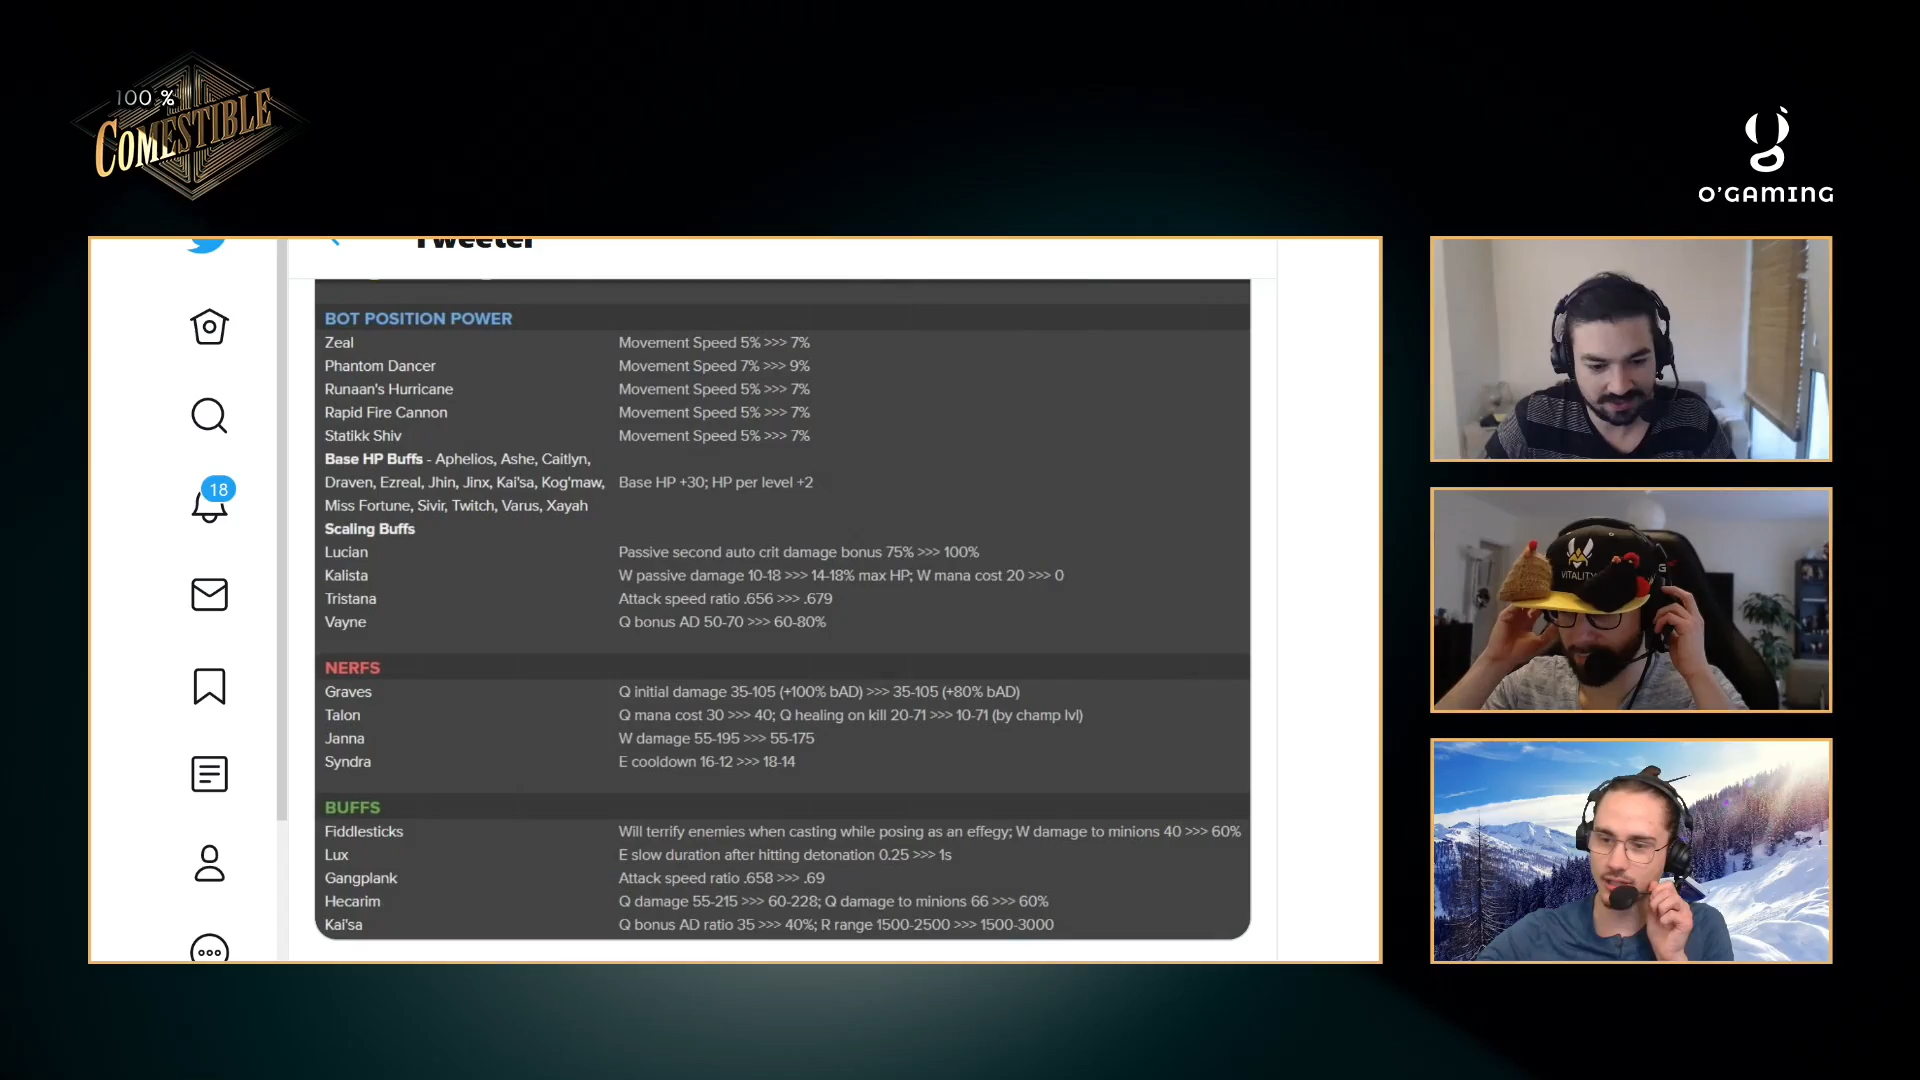 100 %
COMESTIBLE
O'GAMING
Tweeter
18
BOT POSITION POWER
Zeal Movement Speed 5% >>> 7%
Phantom Dancer Movement Speed 7% >>> 9%
Runaan's Hurricane Movement Speed 5% >>> 7%
Rapid Fire Cannon Movement Speed 5% >>> 7%
Statikk Shiv Movement Speed 5% >>> 7%
Base HP Buffs - Aphelios, Ashe, Caitlyn,
Draven, Ezreal, Jhin, Jinx, Kai'sa, Kog'maw, Base HP +30; HP per level +2
Miss Fortune, Sivir, Twitch, Varus, Xayah
Scaling Buffs
Lucian Passive second auto crit damage bonus 75% >>> 100%
Kalista W passive damage 10-18 >>> 14-18% max HP; W mana cost 20 >>> 0
Tristana Attack speed ratio .656 >>> .679
Vayne Q bonus AD 50-70 >>> 60-80%
NERFS
Graves Q initial damage 35-105 (+100% bAD) >>> 35-105 (+80% bAD)
Talon Q mana cost 30 >>> 40; Q healing on kill 20-71 >>> 10-71 (by champ lvl)
Janna W damage 55-195 >>> 55-175
Syndra E cooldown 16-12 >>> 18-14
BUFFS
Fiddlesticks Will terrify enemies when casting while posing as an effegy; W damage to minions 40 >>> 60%
Lux E slow duration after hitting detonation 0.25 >>> 1s
Gangplank Attack speed ratio .658 >>> .69
Hecarim Q damage 55-215 >>> 60-228; Q damage to minions 66 >>> 60%
Kai'sa Q bonus AD ratio 35 >>> 40%; R range 1500-2500 >>> 1500-3000
VITALITY